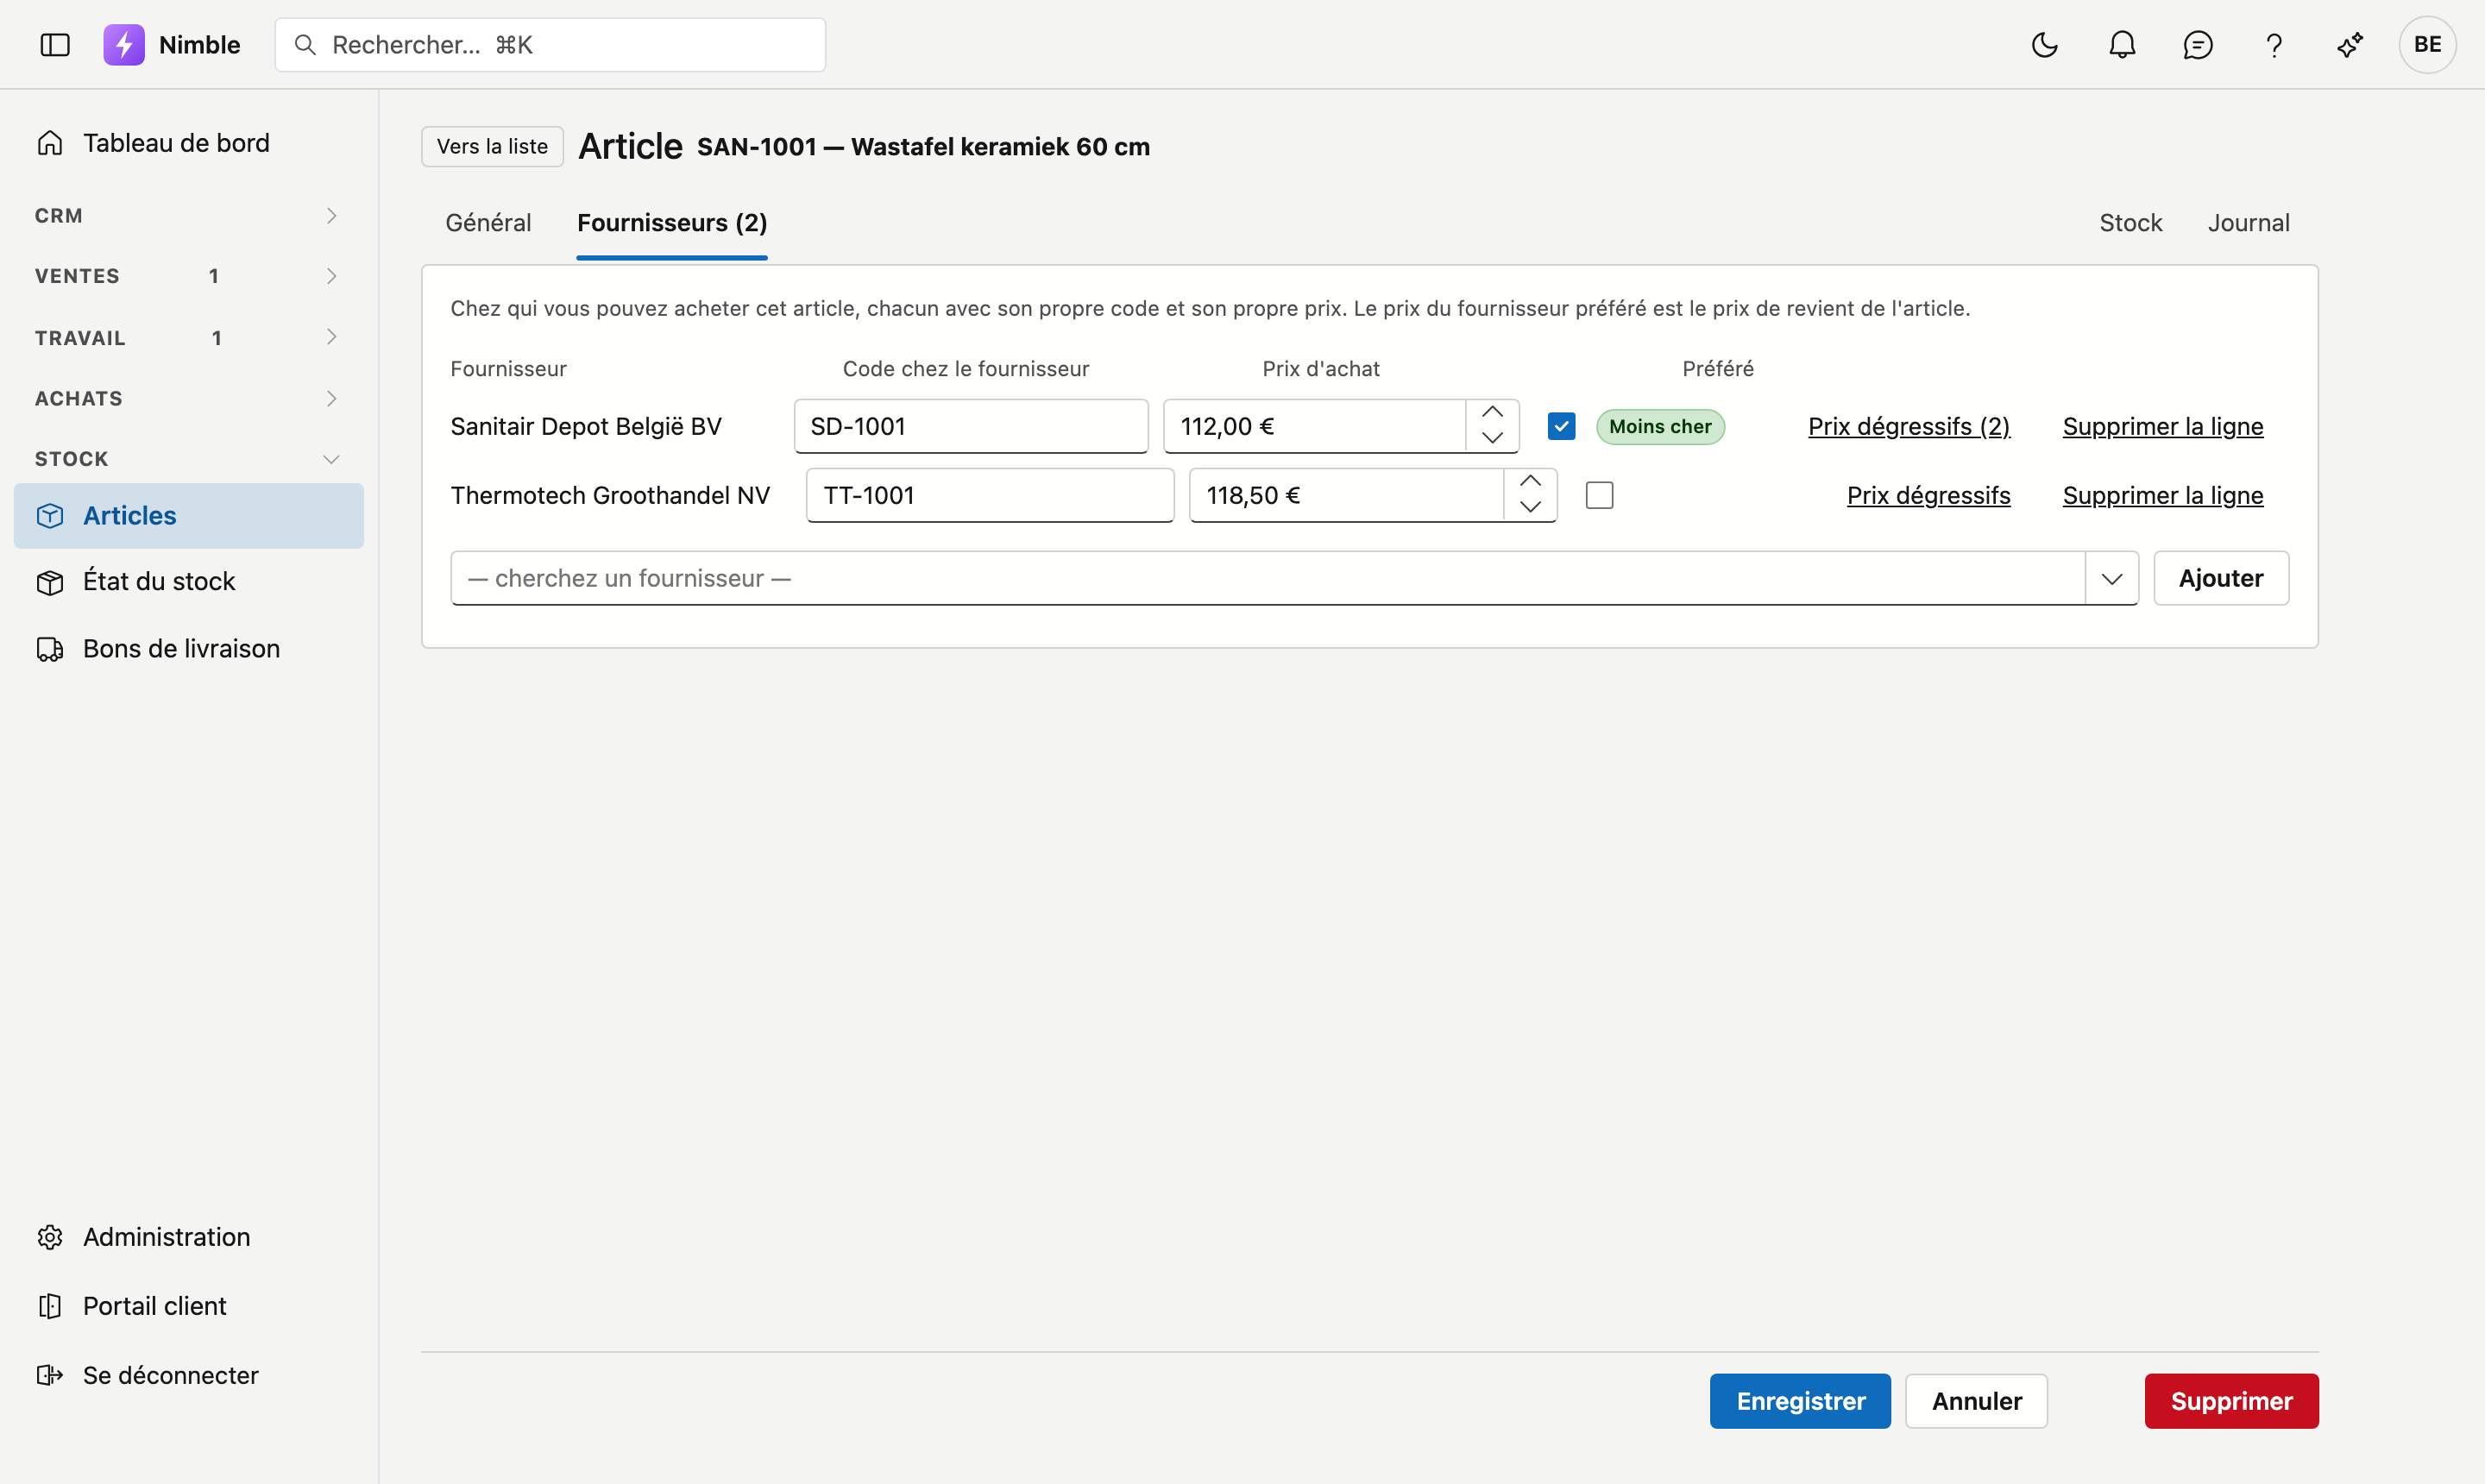 Nimble
Rechercher... ⌘K
BE
Tableau de bord
CRM
VENTES 1
TRAVAIL 1
ACHATS
STOCK
Articles
État du stock
Bons de livraison
Administration
Portail client
Se déconnecter
Vers la liste Article SAN-1001 — Wastafel keramiek 60 cm
Général Fournisseurs (2) Stock Journal
Chez qui vous pouvez acheter cet article, chacun avec son propre code et son propre prix. Le prix du fournisseur préféré est le prix de revient de l'article.
Fournisseur Code chez le fournisseur Prix d'achat Préféré
Sanitair Depot België BV SD-1001 112,00 € Moins cher Prix dégressifs (2) Supprimer la ligne
Thermotech Groothandel NV TT-1001 118,50 € Prix dégressifs Supprimer la ligne
— cherchez un fournisseur — Ajouter
Enregistrer Annuler Supprimer